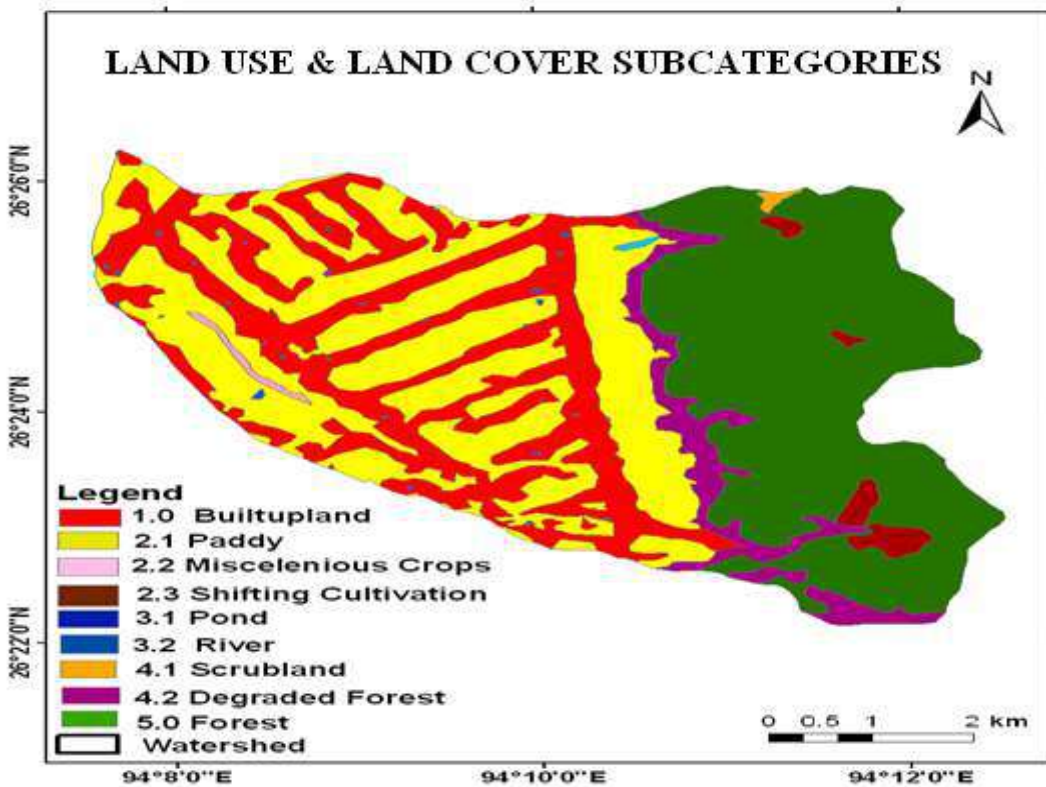 LAND USE & LAND COVER SUBCATEGORIES
N
26°26'0"N
26°24'0"N
26°22'0"N
Legend
1.0 Builtupland
2.1 Paddy
2.2 Miscelenious Crops
2.3 Shifting Cultivation
3.1 Pond
3.2 River
4.1 Scrubland
4.2 Degraded Forest
5.0 Forest
Watershed
0 0.5 1 2 km
94°8'0"E 94°10'0"E 94°12'0"E